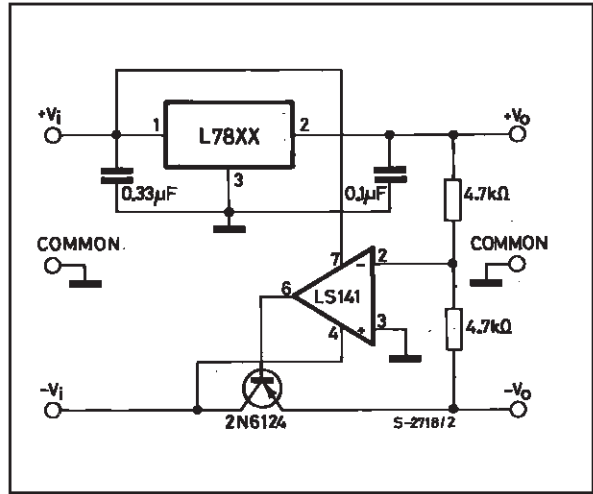 +Vi
1
L78XX
2
+Vo
3
0.33µF
0.1µF
4.7kΩ
COMMON
COMMON
7
-
2
6
LS141
4
+
3
4.7kΩ
-Vi
2N6124
S-2718/2
-Vo